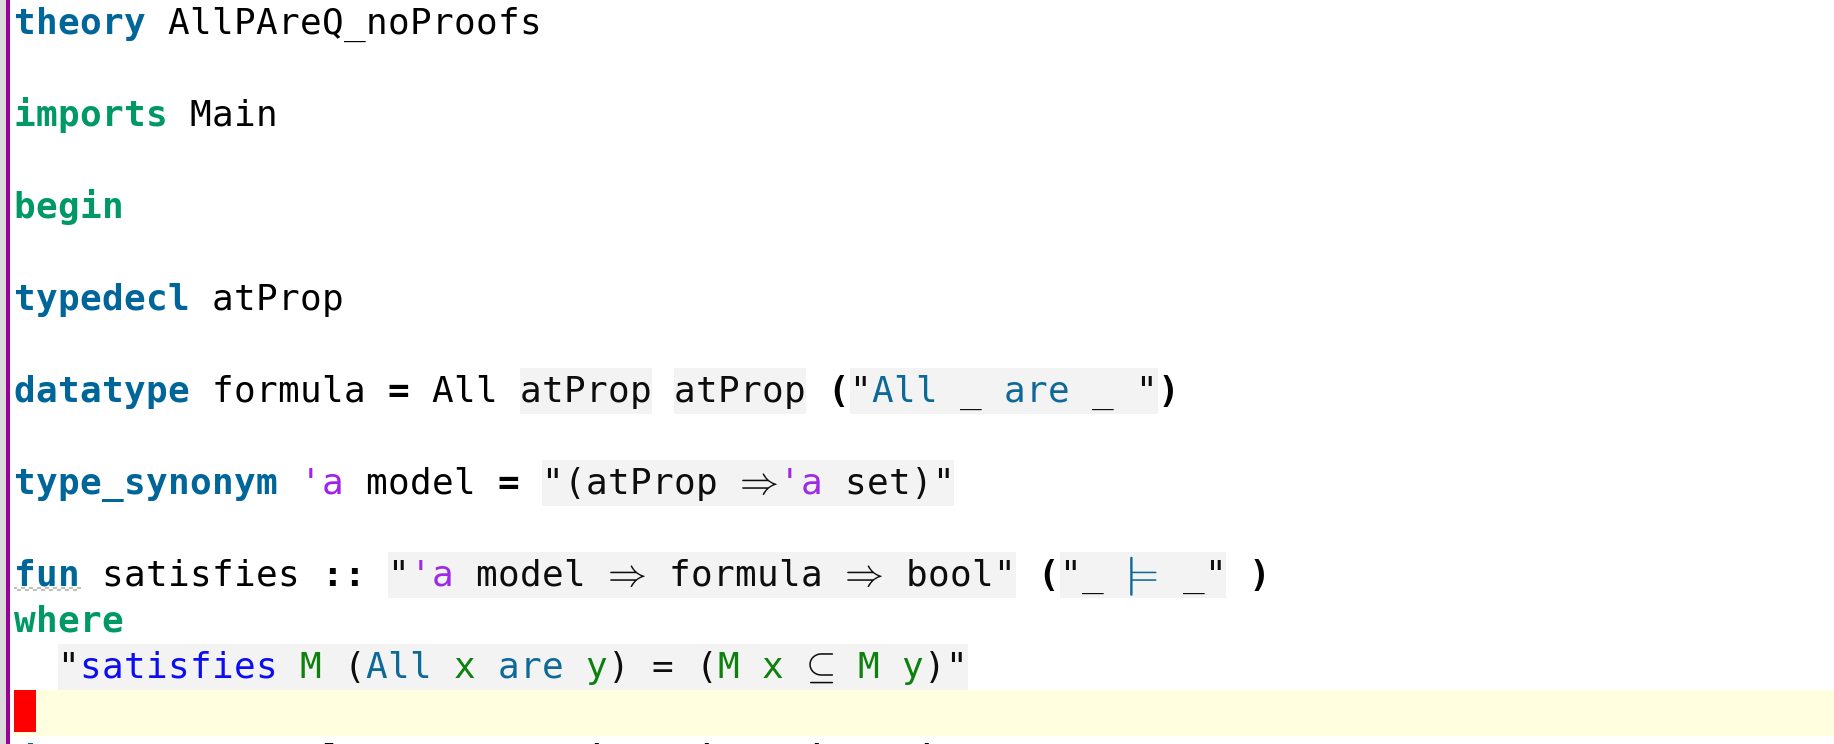 theory AllPAreQ_noProofs
imports Main
begin
typedecl atProp
datatype formula = All atProp atProp ("All _ are _ ")
type_synonym 'a model = "(atProp ⇒'a set)"
fun satisfies :: "'a model ⇒ formula ⇒ bool" ("_ ⊨ _" )
where
"satisfies M (All x are y) = (M x ⊆ M y)"